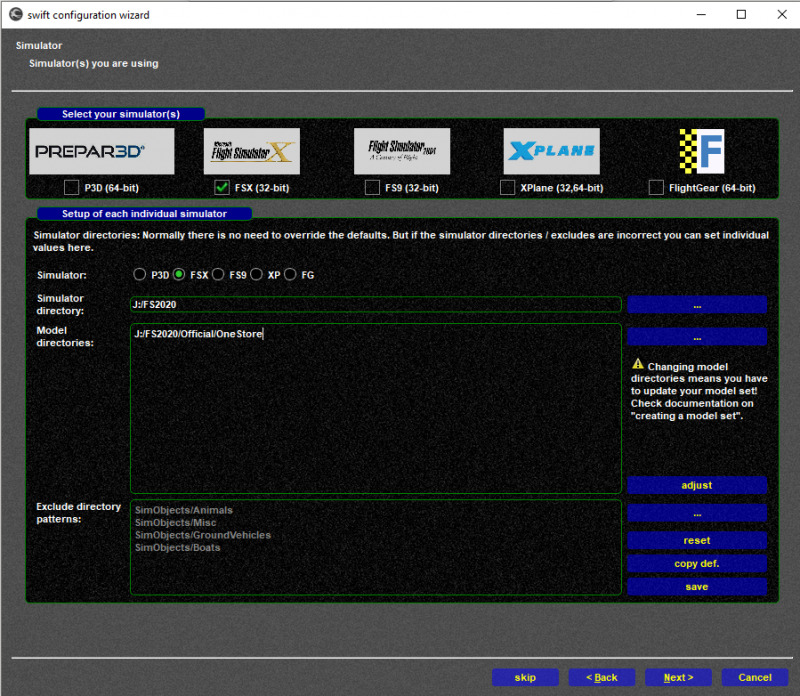 swift configuration wizard
Simulator
Simulator(s) you are using
Select your simulator(s)
PREPAR3D
Microsoft Flight Simulator X
Flight Simulator 2004
A Century of Flight
XPLANE
F
P3D (64-bit)
FSX (32-bit)
FS9 (32-bit)
XPlane (32,64-bit)
FlightGear (64-bit)
Setup of each individual simulator
Simulator directories: Normally there is no need to override the defaults. But if the simulator directories / excludes are incorrect you can set individual
values here.
Simulator:
P3D FSX FS9 XP FG
Simulator
directory:
J:/FS2020
...
Model
directories:
J:/FS2020/Official/OneStore
...
Changing model
directories means you have
to update your model set!
Check documentation on
"creating a model set".
adjust
Exclude directory
patterns:
SimObjects/Animals
SimObjects/Misc
SimObjects/GroundVehicles
SimObjects/Boats
...
reset
copy def.
save
skip
< Back
Next >
Cancel